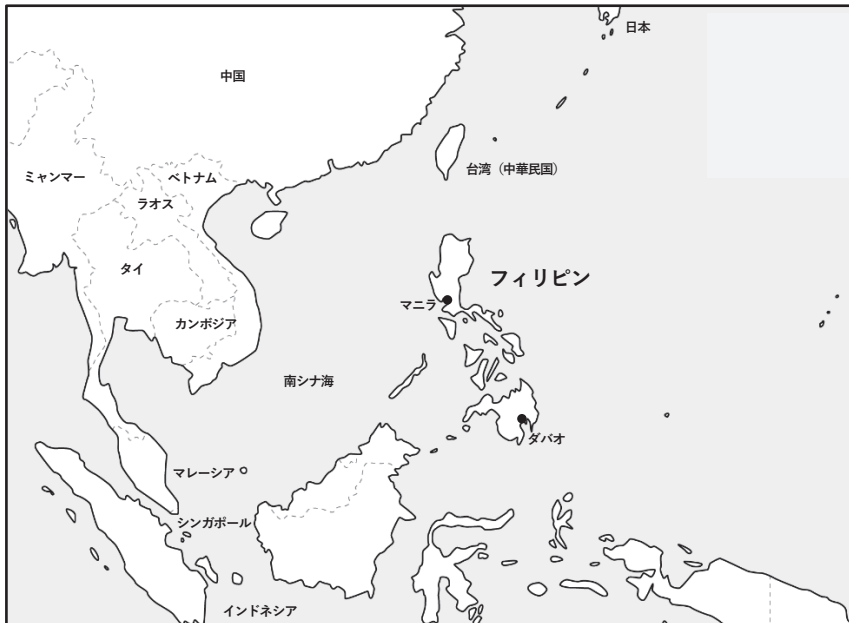 日本
中国
台湾（中華民国）
ミャンマー
ベトナム
ラオス
タイ
フィリピン
マニラ
カンボジア
南シナ海
ダバオ
マレーシア
シンガポール
インドネシア